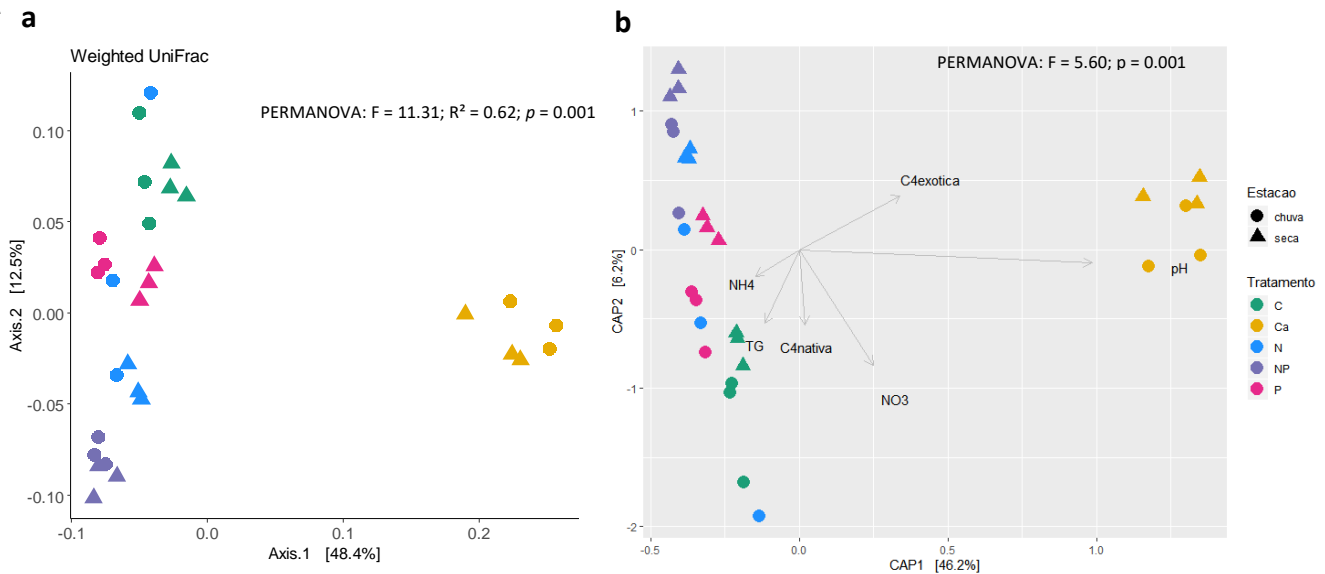 a
Weighted UniFrac
PERMANOVA: F = 11.31; R² = 0.62; p = 0.001
0.10
0.05
0.00
-0.05
-0.10
Axis.2 [12.5%]
-0.1
0.0
0.1
0.2
Axis.1 [48.4%]
b
PERMANOVA: F = 5.60; p = 0.001
C4exotica
pH
NH4
TG
C4nativa
NO3
1
0
-1
-2
CAP2 [6.2%]
-0.5
0.0
0.5
1.0
CAP1 [46.2%]
Estacao
chuva
seca
Tratamento
C
Ca
N
NP
P